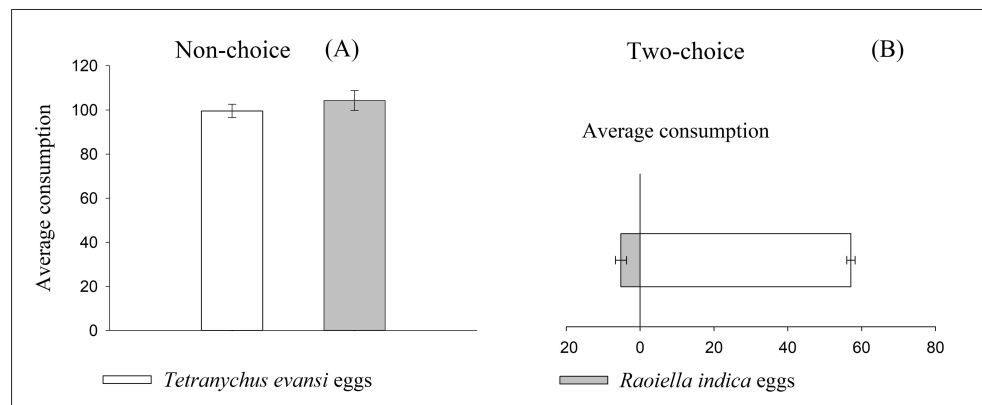 Non-choice (A)
Average consumption
120
100
80
60
40
20
0
Two-choice (B)
Average consumption
20 0 20 40 60 80
Tetranychus evansi eggs
Raoiella indica eggs